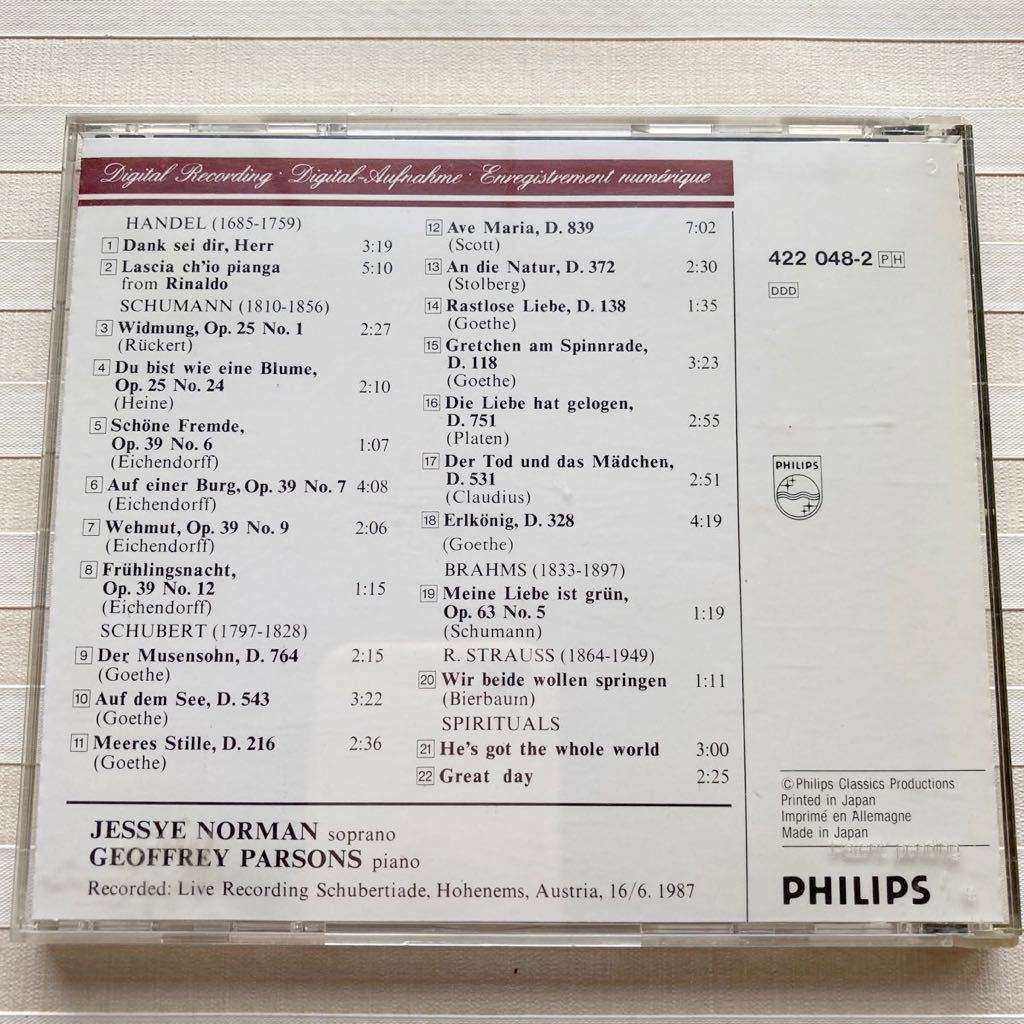 Digital Recording · Digital-Aufnahme · Enregistrement numérique
HANDEL (1685-1759)
1 Dank sei dir, Herr 3:19
2 Lascia ch'io pianga 5:10
from Rinaldo
SCHUMANN (1810-1856)
3 Widmung, Op. 25 No. 1 2:27
(Rückert)
4 Du bist wie eine Blume,
Op. 25 No. 24 2:10
(Heine)
5 Schöne Fremde,
Op. 39 No. 6 1:07
(Eichendorff)
6 Auf einer Burg, Op. 39 No. 7 4:08
(Eichendorff)
7 Wehmut, Op. 39 No. 9 2:06
(Eichendorff)
8 Frühlingsnacht,
Op. 39 No. 12 1:15
(Eichendorff)
SCHUBERT (1797-1828)
9 Der Musensohn, D. 764 2:15
(Goethe)
10 Auf dem See, D. 543 3:22
(Goethe)
11 Meeres Stille, D. 216 2:36
(Goethe)
12 Ave Maria, D. 839 7:02
(Scott)
13 An die Natur, D. 372 2:30
(Stolberg)
14 Rastlose Liebe, D. 138 1:35
(Goethe)
15 Gretchen am Spinnrade,
D. 118 3:23
(Goethe)
16 Die Liebe hat gelogen,
D. 751 2:55
(Platen)
17 Der Tod und das Mädchen,
D. 531 2:51
(Claudius)
18 Erlkönig, D. 328 4:19
(Goethe)
BRAHMS (1833-1897)
19 Meine Liebe ist grün,
Op. 63 No. 5 1:19
(Schumann)
R. STRAUSS (1864-1949)
20 Wir beide wollen springen 1:11
(Bierbaum)
SPIRITUALS
21 He's got the whole world 3:00
22 Great day 2:25
JESSYE NORMAN soprano
GEOFFREY PARSONS piano
Recorded: Live Recording Schubertiade, Hohenems, Austria, 16/6. 1987
422 048-2 PH
DDD
PHILIPS
© Philips Classics Productions
Printed in Japan
Imprimé en Allemagne
Made in Japan
patent pending
PHILIPS